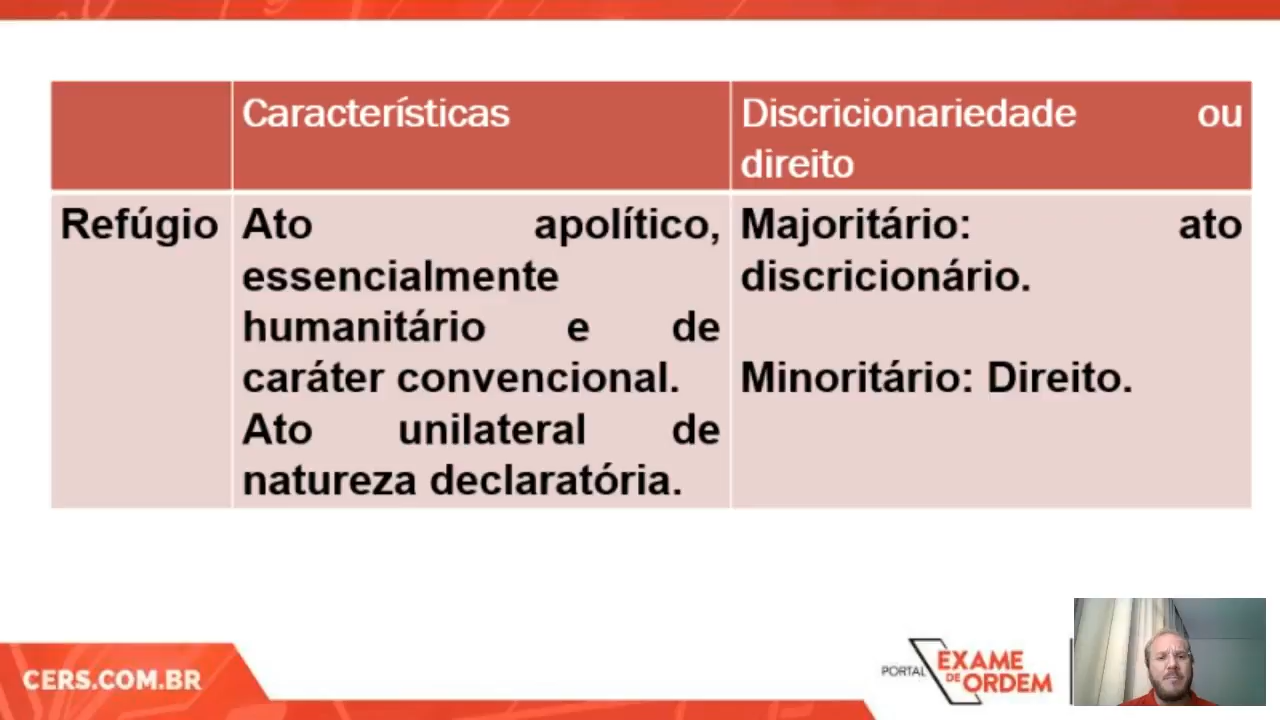 Características
Discricionariedade ou
direito
Refúgio
Ato apolítico,
essencialmente
humanitário e de
caráter convencional.
Ato unilateral de
natureza declaratória.
Majoritário: ato
discricionário.
Minoritário: Direito.
CERS.COM.BR
PORTAL EXAME
DE ORDEM